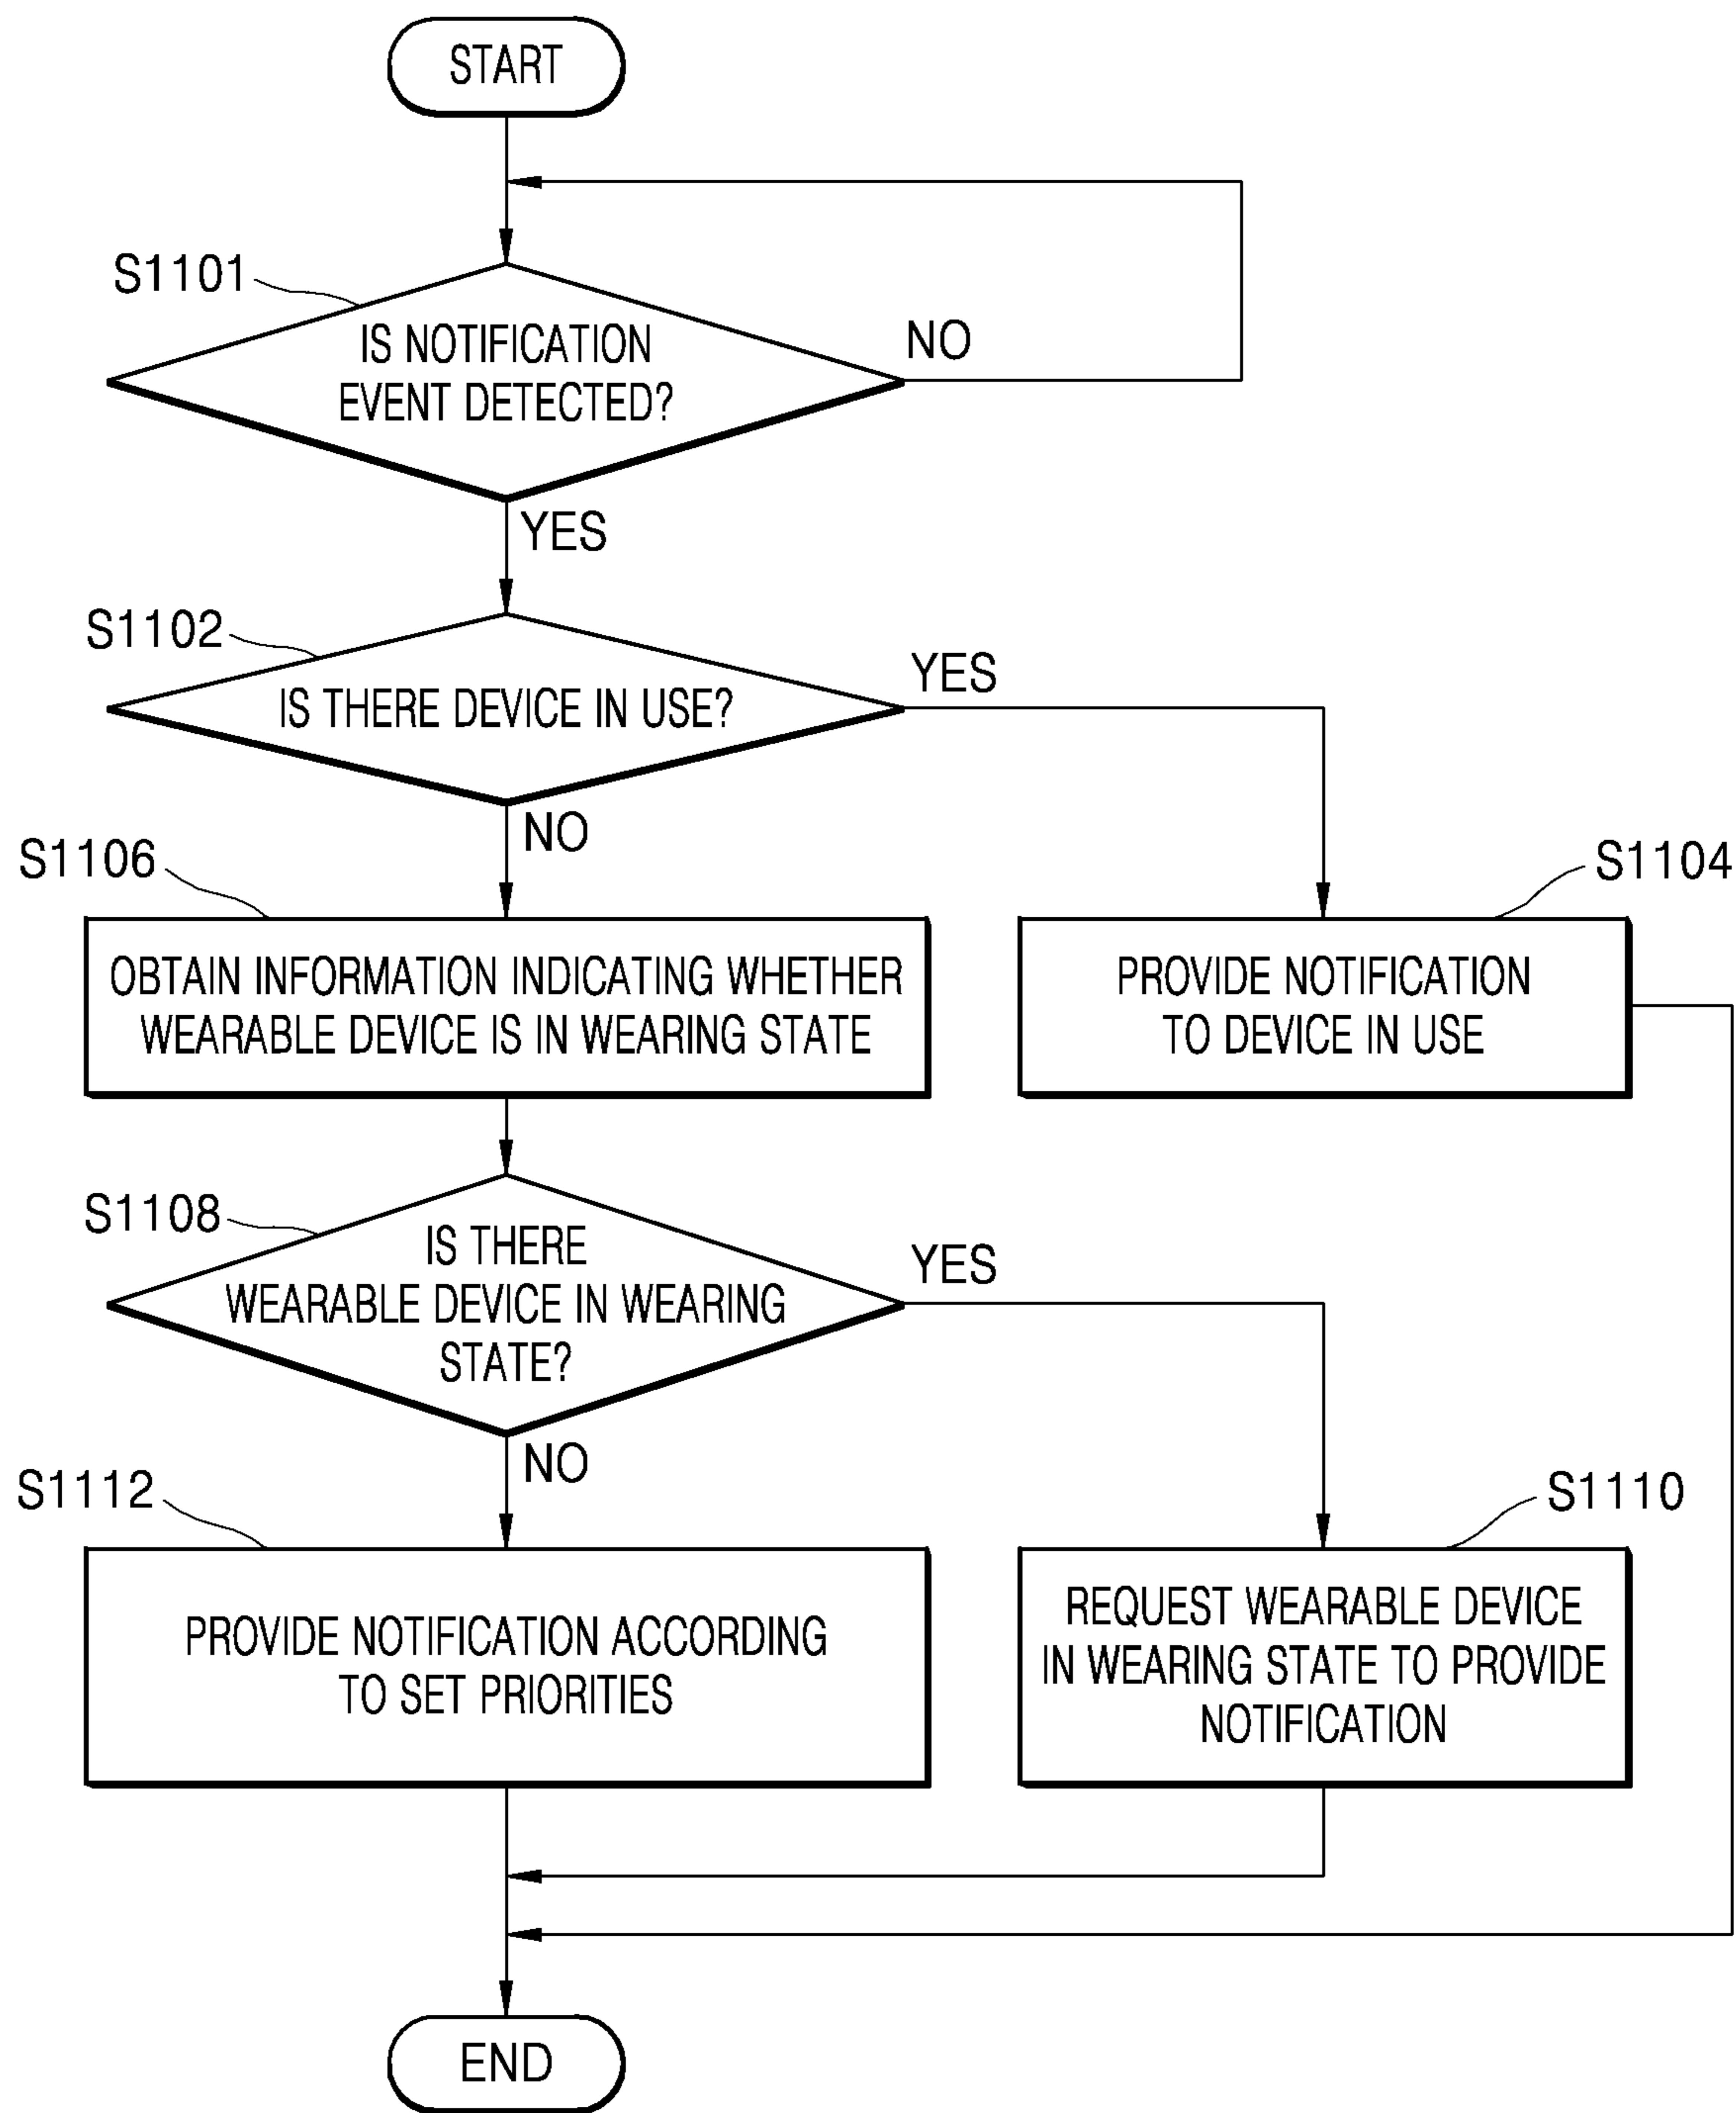 START
S1101
IS NOTIFICATION
EVENT DETECTED?
NO
YES
S1102
IS THERE DEVICE IN USE?
YES
NO
S1106
OBTAIN INFORMATION INDICATING WHETHER
WEARABLE DEVICE IS IN WEARING STATE
S1104
PROVIDE NOTIFICATION
TO DEVICE IN USE
S1108
IS THERE
WEARABLE DEVICE IN WEARING
STATE?
YES
NO
S1112
PROVIDE NOTIFICATION ACCORDING
TO SET PRIORITIES
S1110
REQUEST WEARABLE DEVICE
IN WEARING STATE TO PROVIDE
NOTIFICATION
END